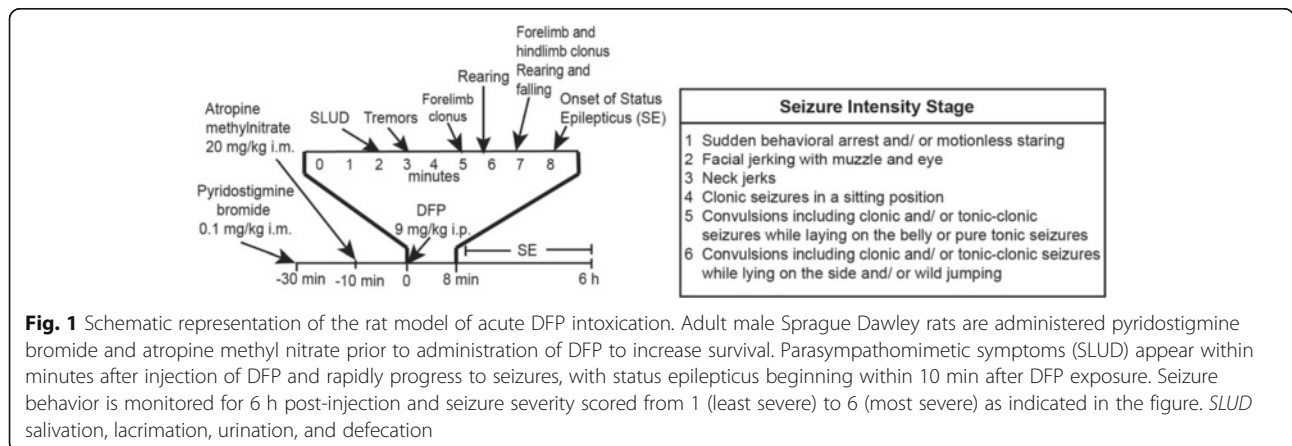 Forelimb and
hindlimb clonus
Rearing and
falling
Rearing
Forelimb
clonus
Onset of Status
Epilepticus (SE)
SLUD
Tremors
Atropine
methylnitrate
20 mg/kg i.m.
0 1 2 3 4 5 6 7 8
minutes
Pyridostigmine
bromide
0.1 mg/kg i.m.
DFP
9 mg/kg i.p.
SE
-30 min -10 min 0 8 min 6 h
Seizure Intensity Stage
1 Sudden behavioral arrest and/ or motionless staring
2 Facial jerking with muzzle and eye
3 Neck jerks
4 Clonic seizures in a sitting position
5 Convulsions including clonic and/ or tonic-clonic
seizures while laying on the belly or pure tonic seizures
6 Convulsions including clonic and/ or tonic-clonic seizures
while lying on the side and/ or wild jumping
Fig. 1 Schematic representation of the rat model of acute DFP intoxication. Adult male Sprague Dawley rats are administered pyridostigmine
bromide and atropine methyl nitrate prior to administration of DFP to increase survival. Parasympathomimetic symptoms (SLUD) appear within
minutes after injection of DFP and rapidly progress to seizures, with status epilepticus beginning within 10 min after DFP exposure. Seizure
behavior is monitored for 6 h post-injection and seizure severity scored from 1 (least severe) to 6 (most severe) as indicated in the figure. SLUD
salivation, lacrimation, urination, and defecation